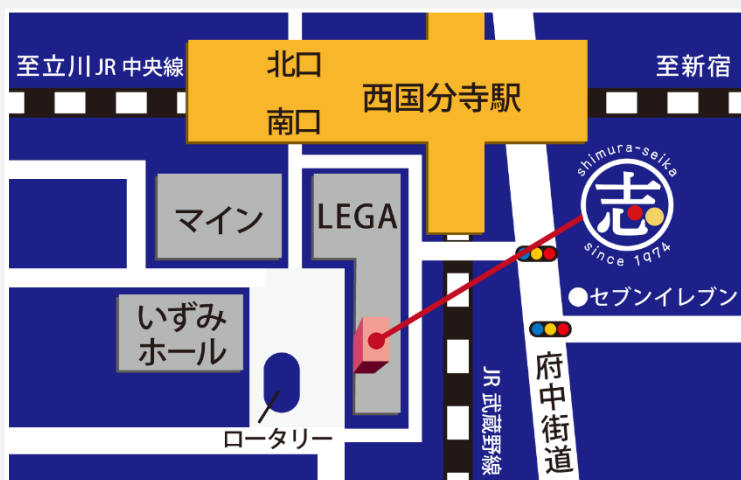 至立川 JR 中央線
北口
南口
西国分寺駅
至新宿
shimura-seika
志
since 1974
マイン
LEGA
セブンイレブン
いずみ
ホール
ロータリー
JR 武蔵野線
府中街道